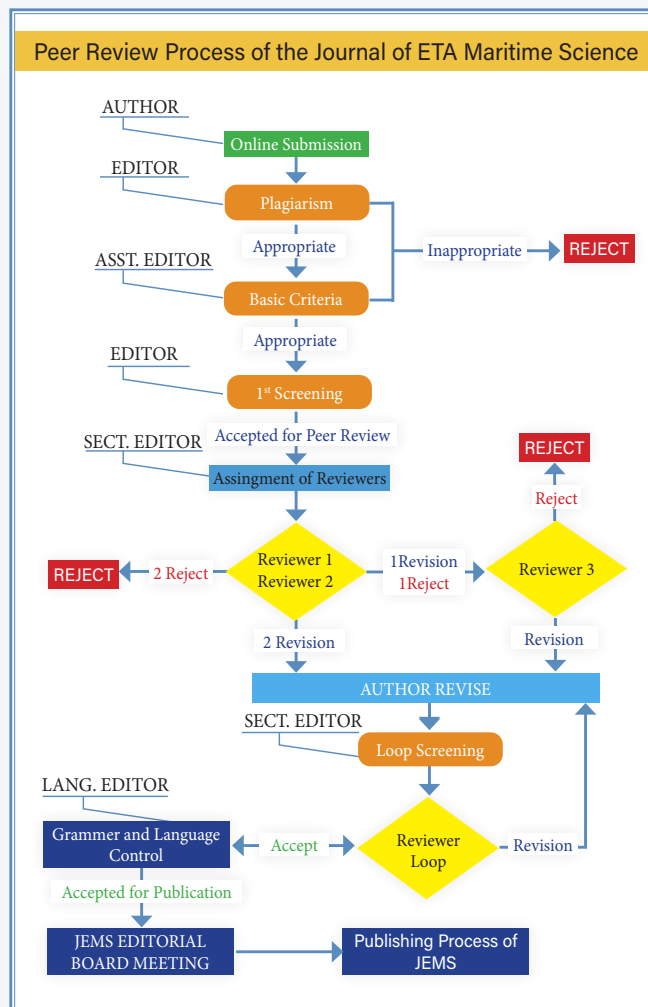 Peer Review Process of the Journal of ETA Maritime Science
AUTHOR
Online Submission
EDITOR
Plagiarism
Appropriate
Inappropriate
REJECT
ASST. EDITOR
Basic Criteria
Appropriate
EDITOR
1st Screening
Accepted for Peer Review
SECT. EDITOR
Assingment of Reviewers
REJECT
Reject
REJECT
2 Reject
Reviewer 1
Reviewer 2
1Revision
1Reject
Reviewer 3
2 Revision
Revision
AUTHOR REVISE
SECT. EDITOR
Loop Screening
LANG. EDITOR
Grammer and Language
Control
Accept
Reviewer
Loop
Revision
Accepted for Publication
JEMS EDITORIAL
BOARD MEETING
Publishing Process of
JEMS